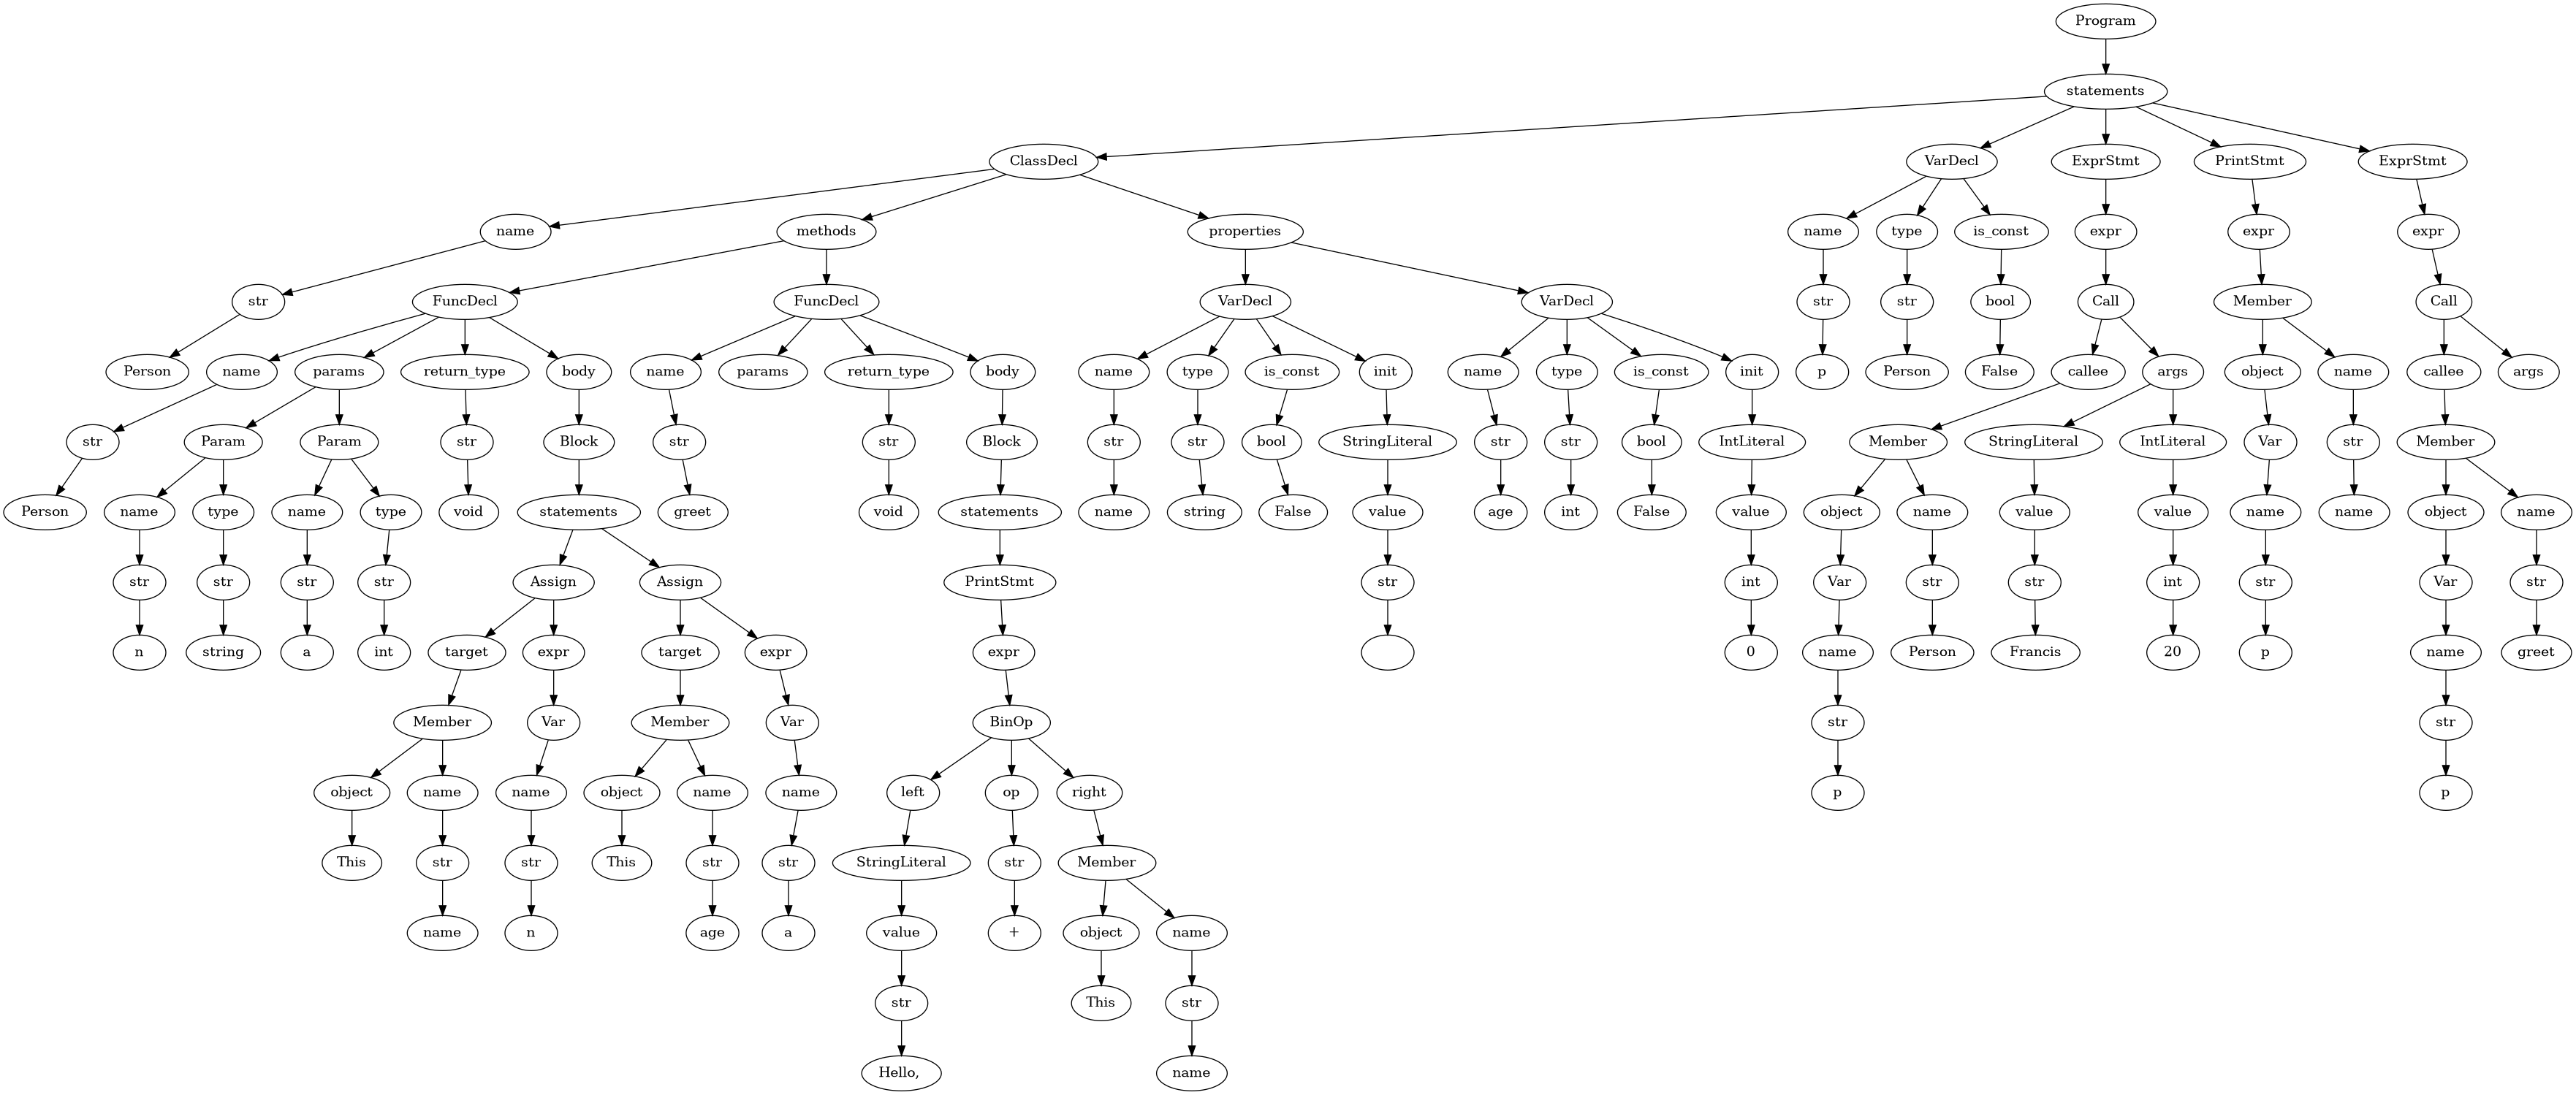 Program
statements
ClassDecl VarDecl ExprStmt PrintStmt ExprStmt
name methods properties name type is_const expr expr expr
str FuncDecl FuncDecl VarDecl VarDecl str str bool Call Member Call
Person name params return_type body name params return_type body name type is_const init name type is_const init p Person False callee args object name callee args
str Param Param str Block str str Block str str bool StringLiteral str str bool IntLiteral Member StringLiteral IntLiteral Var str Member
Person name type name type void statements greet void statements name string False value age int False value object name value value name name object name
str str str str Assign Assign PrintStmt str int Var str str int str Var str
n string a int target expr target expr expr 0 name Person Francis 20 p name greet
Member Var Member Var BinOp str str
object name name object name name left op right p p
This str str This str str StringLiteral str Member
name n age a value + object name
str This str
Hello, name